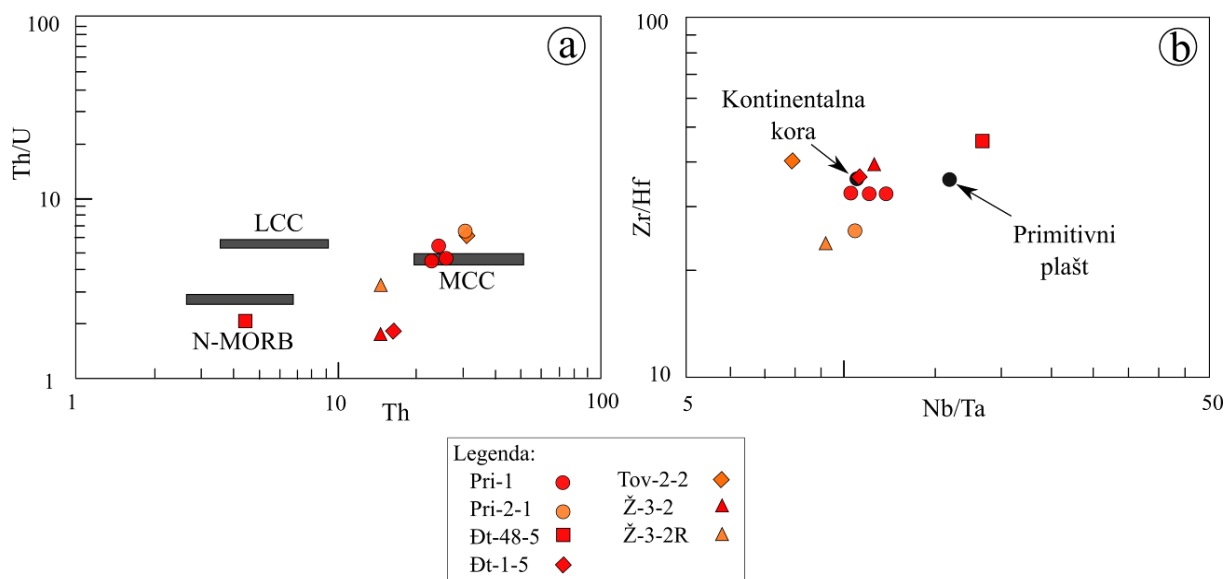 a
100
Th/U
10
LCC
MCC
N-MORB
1
1
10
100
Th
b
100
Kontinentalna
kora
Zr/Hf
Primitivni
plašt
10
5
50
Nb/Ta
Legenda:
Pri-1
Pri-2-1
Đt-48-5
Đt-1-5
Tov-2-2
Ž-3-2
Ž-3-2R